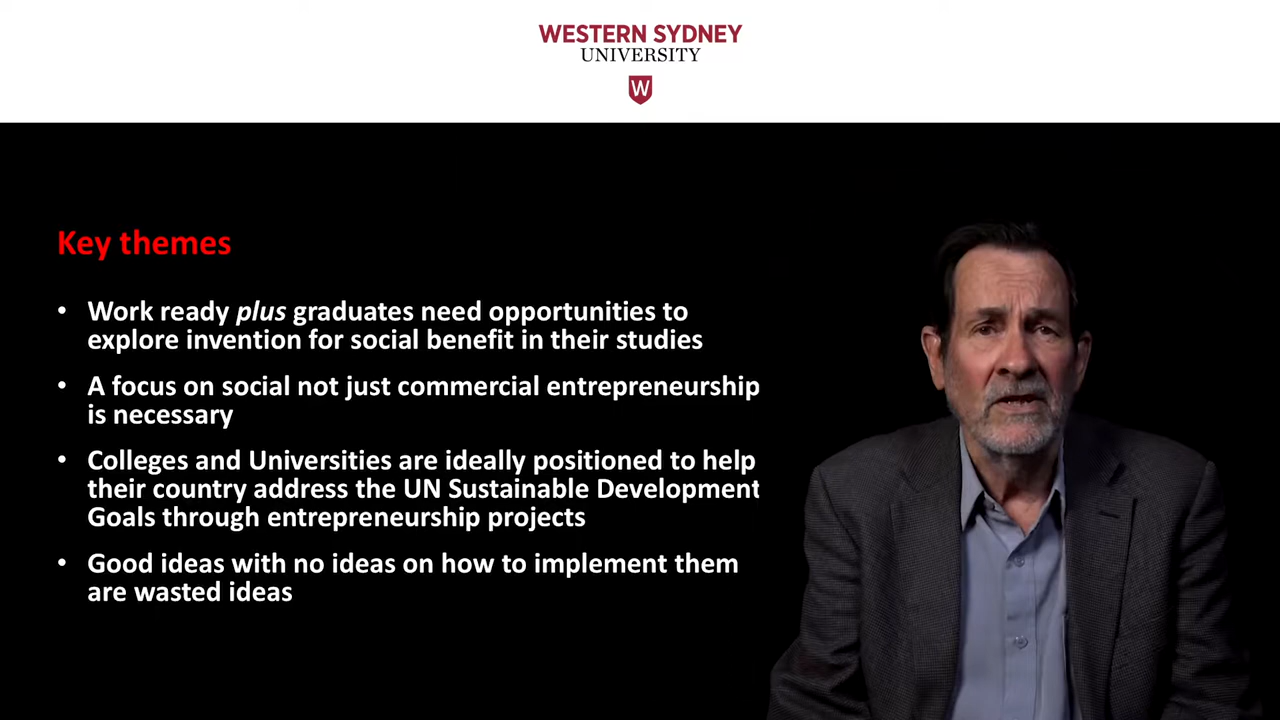 WESTERN SYDNEY
UNIVERSITY
W
Key themes
• Work ready plus graduates need opportunities to
explore invention for social benefit in their studies
• A focus on social not just commercial entrepreneurship
is necessary
• Colleges and Universities are ideally positioned to help
their country address the UN Sustainable Development
Goals through entrepreneurship projects
• Good ideas with no ideas on how to implement them
are wasted ideas